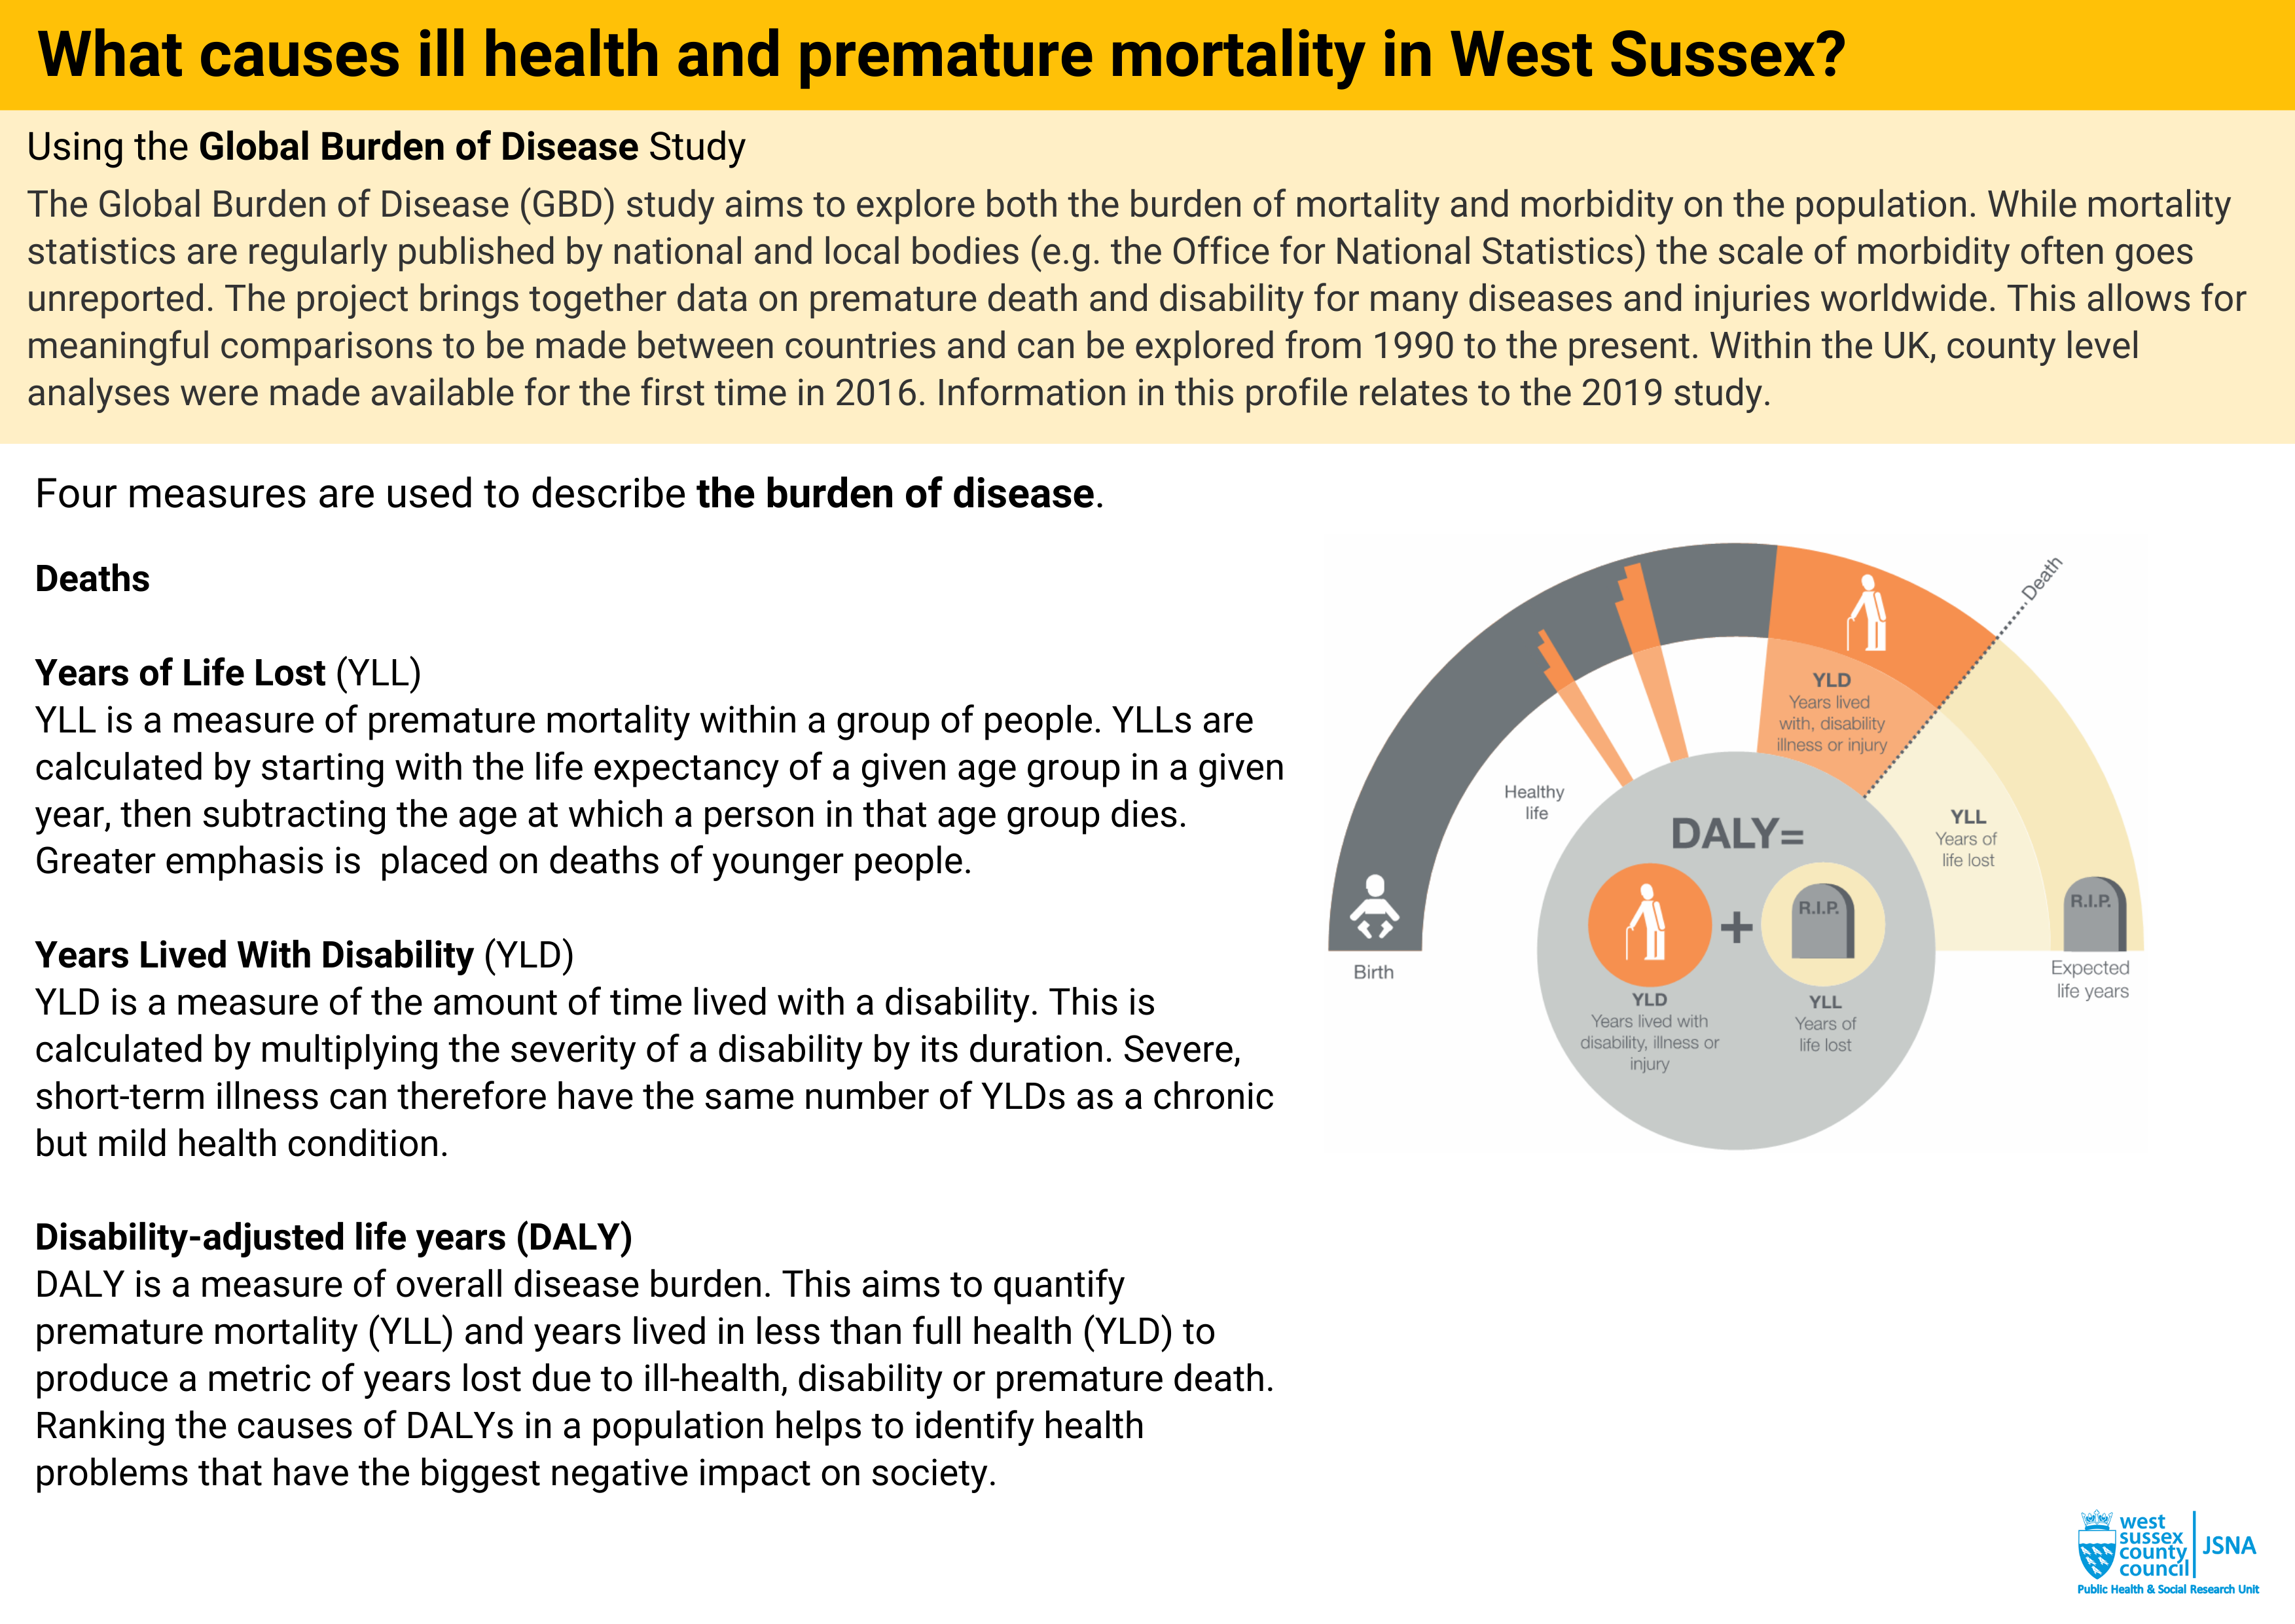 What causes ill health and premature mortality in West Sussex?
Using the Global Burden of Disease Study
The Global Burden of Disease (GBD) study aims to explore both the burden of mortality and morbidity on the population. While mortality
statistics are regularly published by national and local bodies (e.g. the Office for National Statistics) the scale of morbidity often goes
unreported. The project brings together data on premature death and disability for many diseases and injuries worldwide. This allows for
meaningful comparisons to be made between countries and can be explored from 1990 to the present. Within the UK, county level
analyses were made available for the first time in 2016. Information in this profile relates to the 2019 study.
Four measures are used to describe the burden of disease.
Deaths
Years of Life Lost (YLL)
YLL is a measure of premature mortality within a group of people. YLLs are
calculated by starting with the life expectancy of a given age group in a given
year, then subtracting the age at which a person in that age group dies.
Greater emphasis is  placed on deaths of younger people.
Years Lived With Disability (YLD)
YLD is a measure of the amount of time lived with a disability. This is
calculated by multiplying the severity of a disability by its duration. Severe,
short-term illness can therefore have the same number of YLDs as a chronic
but mild health condition.
Disability-adjusted life years (DALY)
DALY is a measure of overall disease burden. This aims to quantify
premature mortality (YLL) and years lived in less than full health (YLD) to
produce a metric of years lost due to ill-health, disability or premature death.
Ranking the causes of DALYs in a population helps to identify health
problems that have the biggest negative impact on society.
Death
YLD
Years lived
with, disability
illness or injury
Healthy
life
YLL
Years of
life lost
DALY=
R.I.P.
+
R.I.P.
Birth
Expected
life years
YLD
Years lived with
disability, illness or
injury
YLL
Years of
life lost
west
sussex
county
council
JSNA
Public Health & Social Research Unit